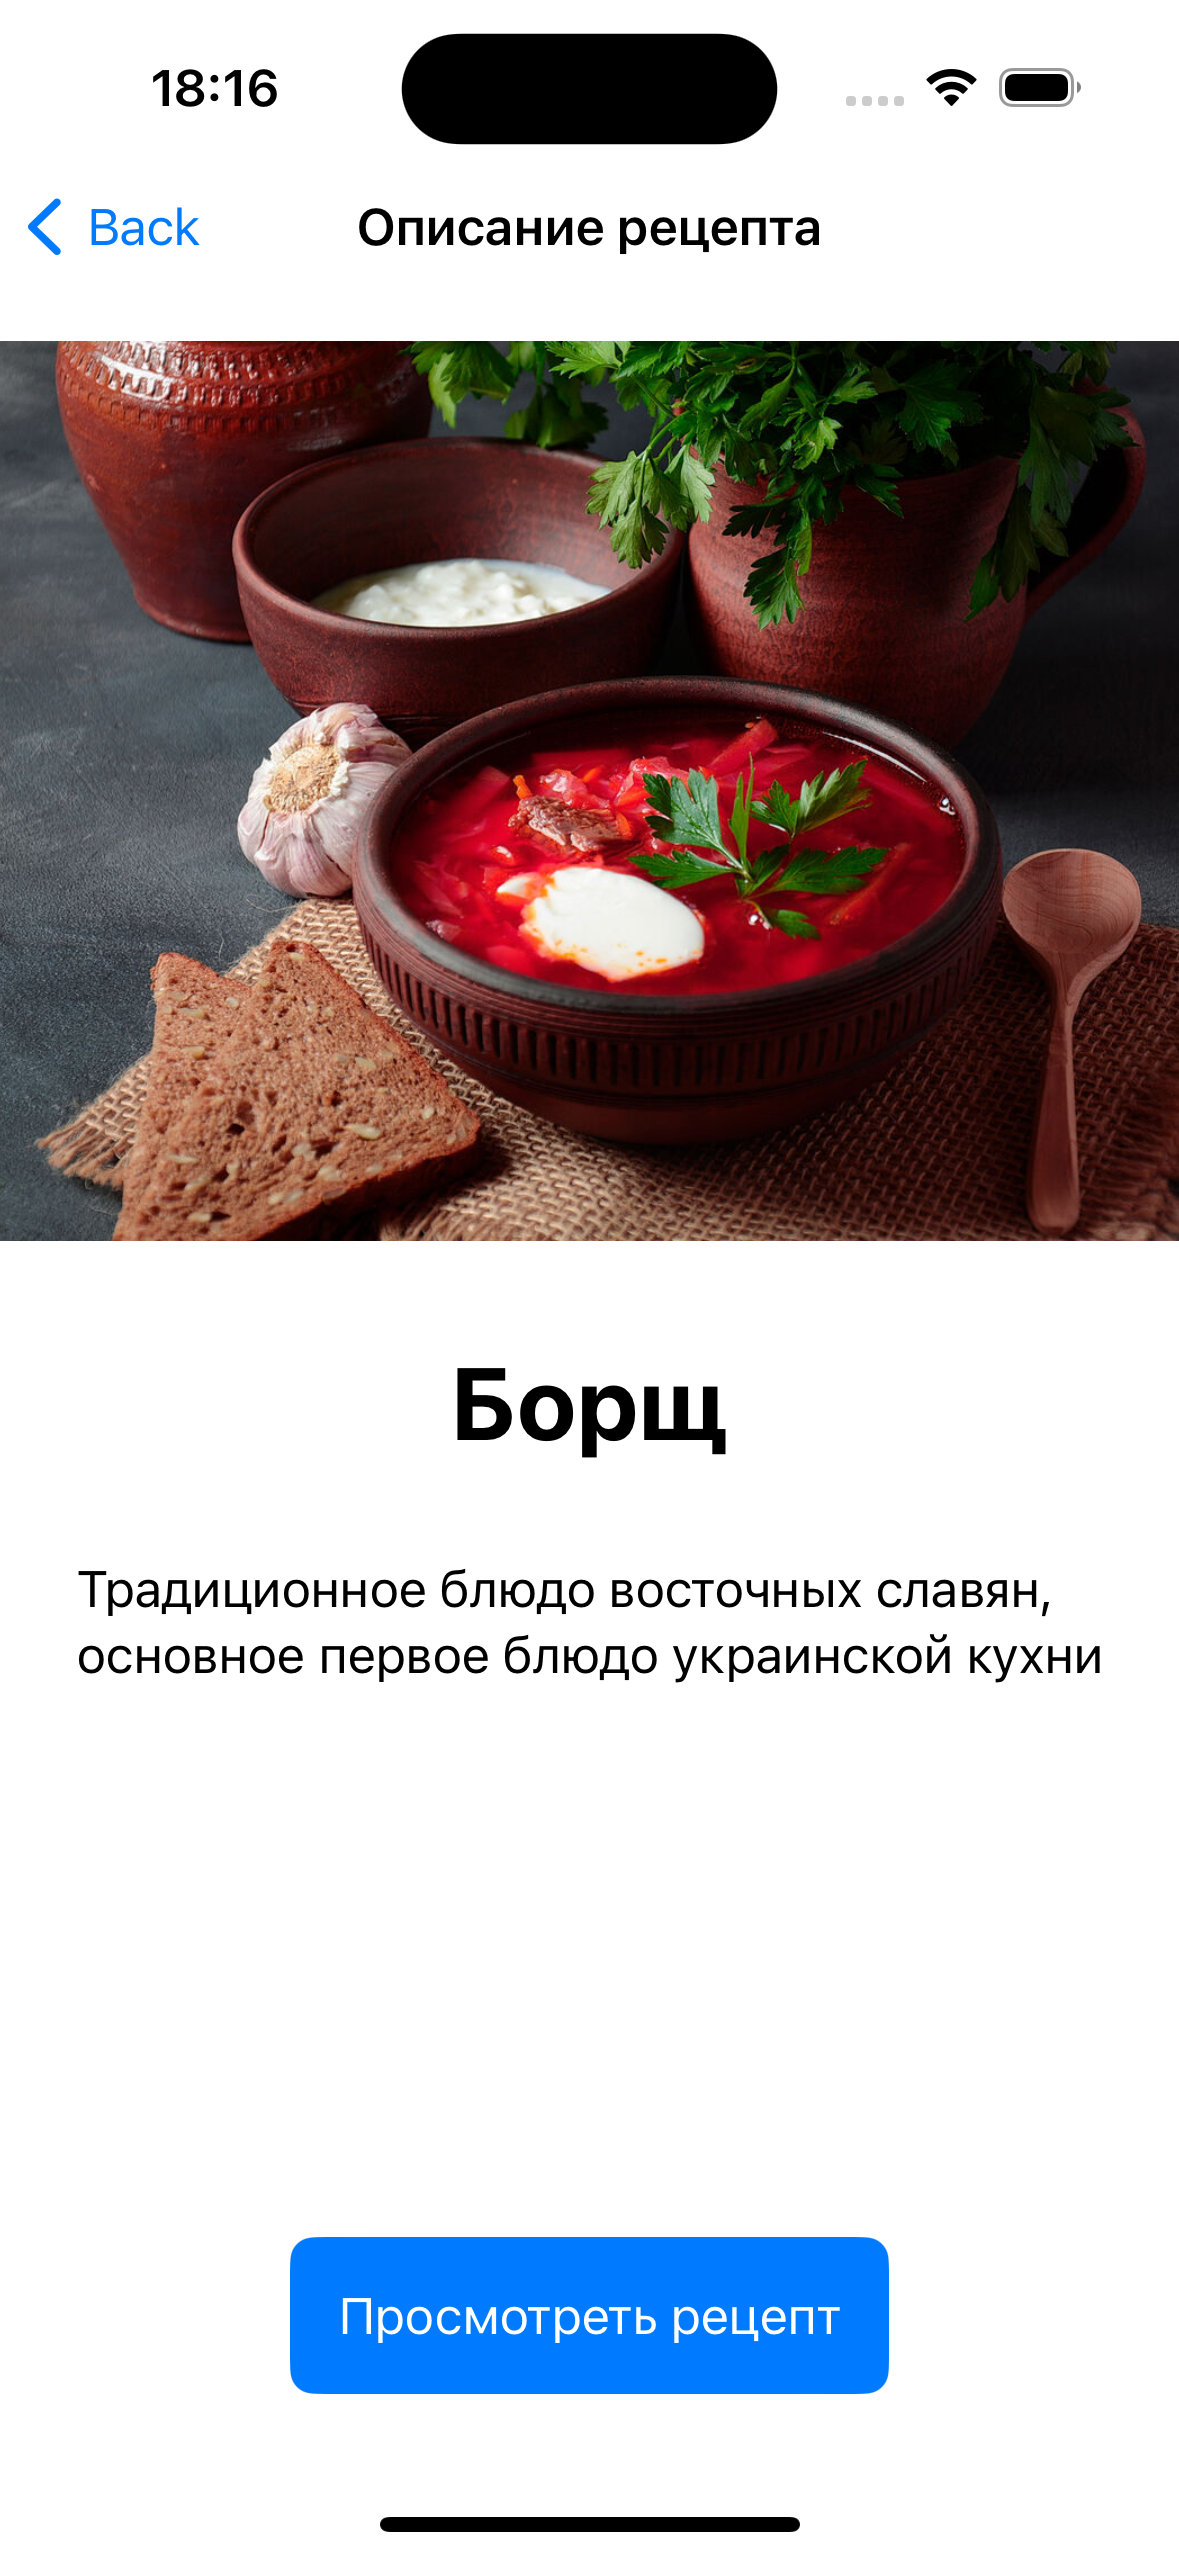 18:16
Back
Описание рецепта
Борщ
Традиционное блюдо восточных славян,
основное первое блюдо украинской кухни
Просмотреть рецепт